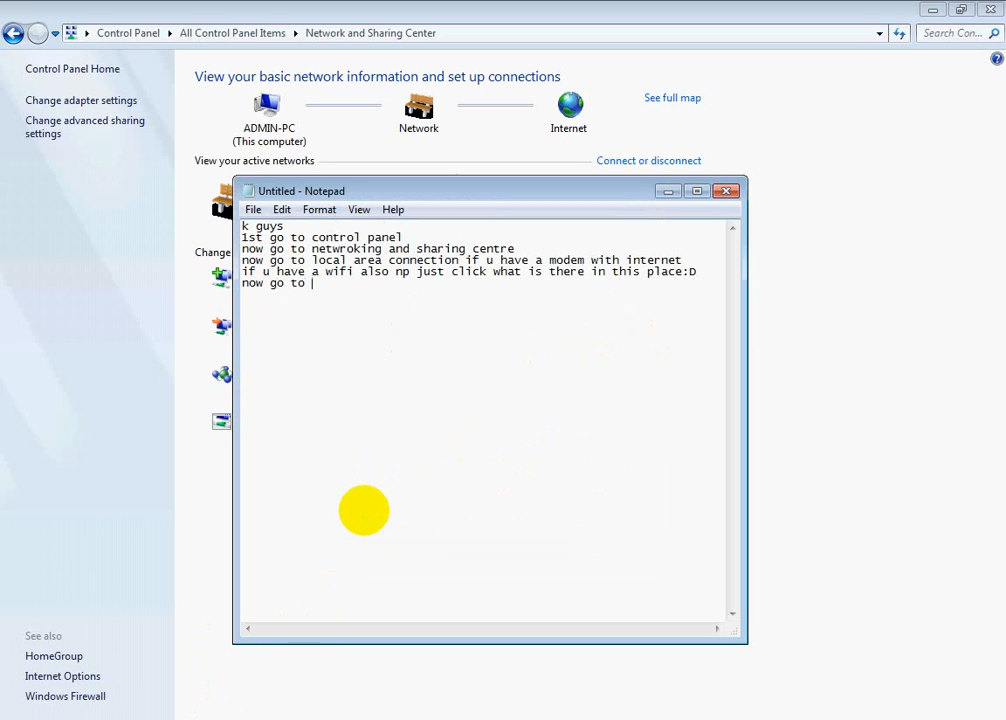 Control Panel
All Control Panel Items
Network and Sharing Center
Search Con...
Control Panel Home
Change adapter settings
Change advanced sharing
settings
View your basic network information and set up connections
See full map
ADMIN-PC
(This computer)
Network
Internet
View your active networks
Connect or disconnect
Change
Untitled - Notepad
File Edit Format View Help
k guys
1st go to control panel
now go to netwroking and sharing centre
now go to local area connection if u have a modem with internet
if u have a wifi also np just click what is there in this place:D
now go to
See also
HomeGroup
Internet Options
Windows Firewall